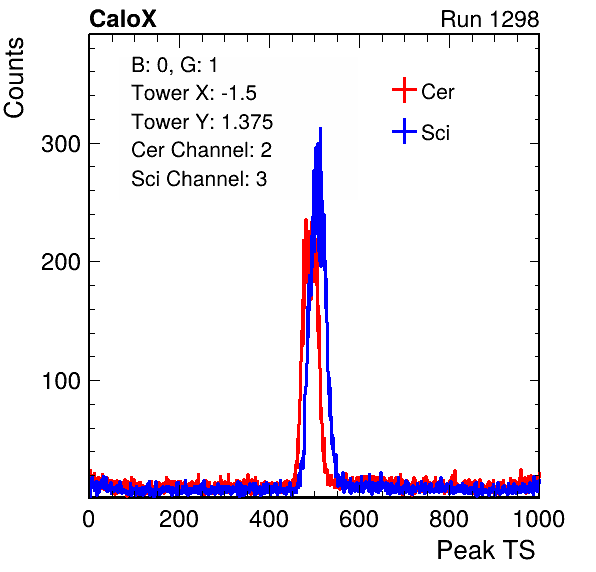 CaloX Run 1298
Counts
B: 0, G: 1
Tower X: -1.5
Tower Y: 1.375
Cer Channel: 2
Sci Channel: 3
Cer
Sci
300
200
100
0 200 400 600 800 1000
Peak TS